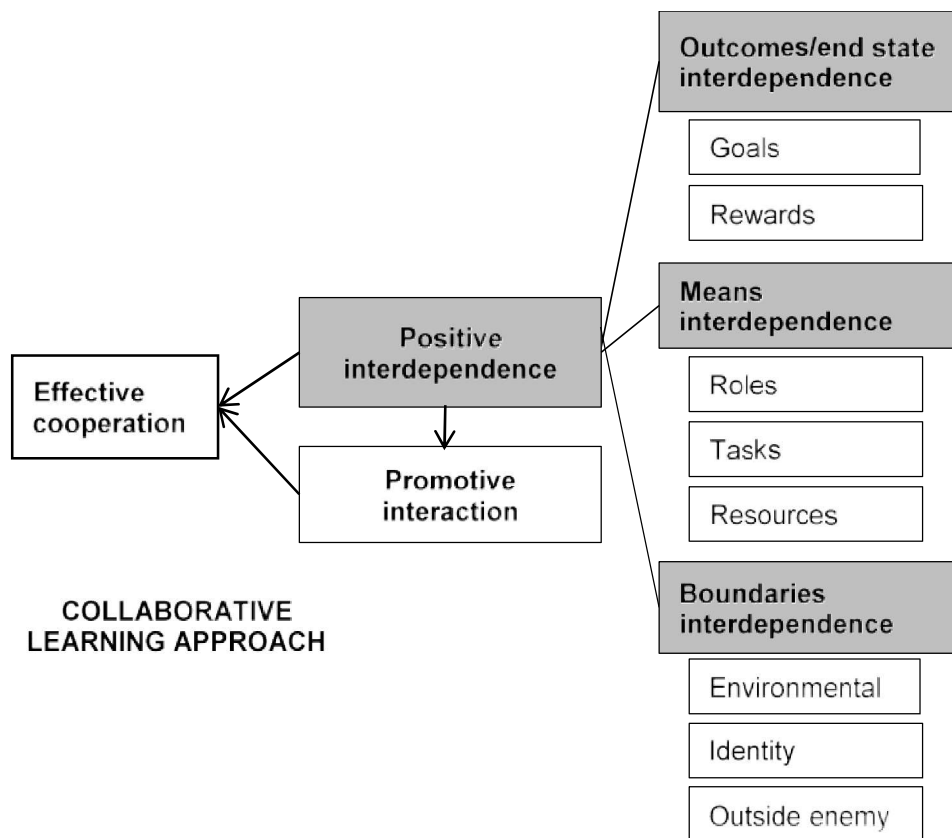 Outcomes/end state
interdependence
Goals
Rewards
Means
interdependence
Roles
Tasks
Resources
Boundaries
interdependence
Environmental
Identity
Outside enemy
Positive
interdependence
Promotive
interaction
Effective
cooperation
COLLABORATIVE
LEARNING APPROACH